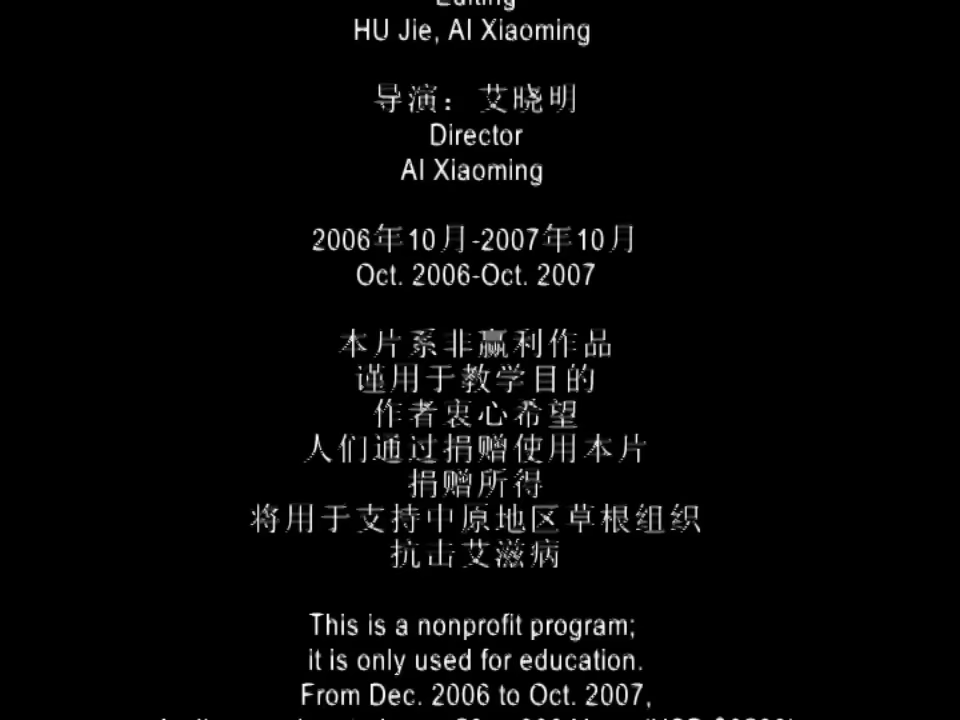 Editing
HU Jie, AI Xiaoming
导演：艾晓明
Director
AI Xiaoming
2006年10月-2007年10月
Oct. 2006-Oct. 2007
本片系非赢利作品
谨用于教学目的
作者衷心希望
人们通过捐赠使用本片
捐赠所得
将用于支持中原地区草根组织
抗击艾滋病
This is a nonprofit program;
it is only used for education.
From Dec. 2006 to Oct. 2007,